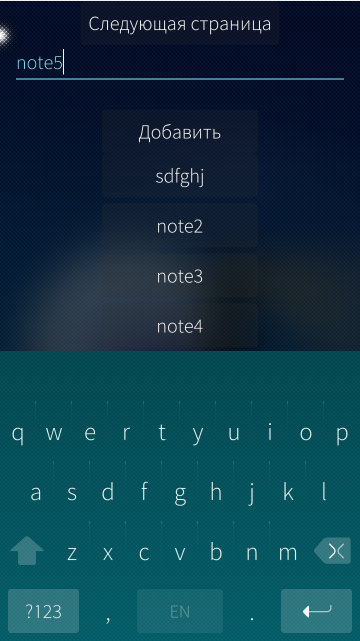 Следующая страница
note5
Добавить
sdfghj
note2
note3
note4
q w e r t y u i o p
a s d f g h j k l
z x c v b n m
?123 , EN .